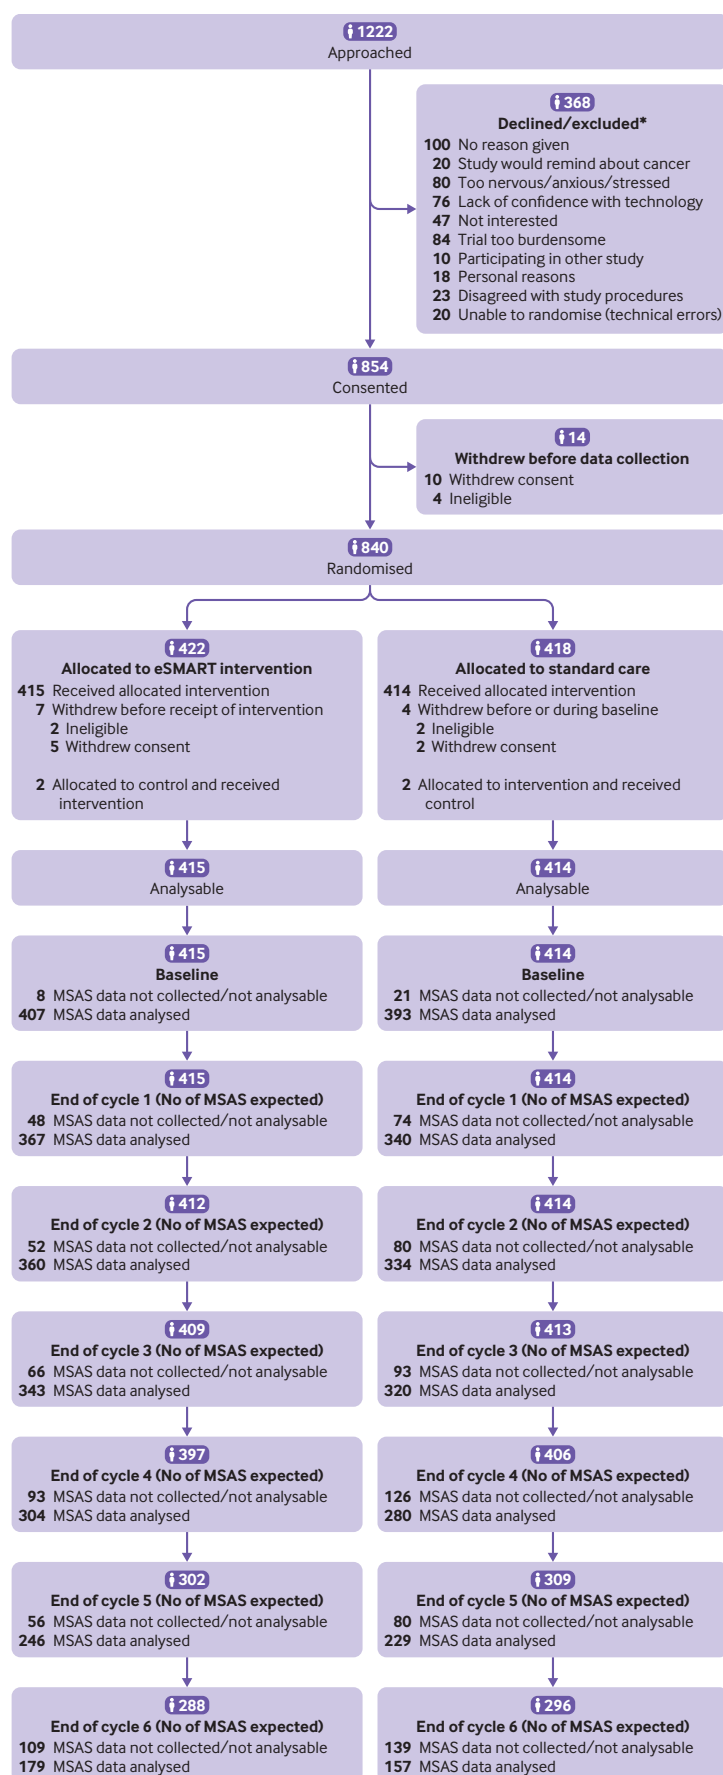 1222
Approached
368
Declined/excluded*
100 No reason given
20 Study would remind about cancer
80 Too nervous/anxious/stressed
76 Lack of confidence with technology
47 Not interested
84 Trial too burdensome
10 Participating in other study
18 Personal reasons
23 Disagreed with study procedures
20 Unable to randomise (technical errors)
854
Consented
14
Withdrew before data collection
10 Withdrew consent
4 Ineligible
840
Randomised
422
Allocated to eSMART intervention
415 Received allocated intervention
7 Withdrew before receipt of intervention
2 Ineligible
5 Withdrew consent
2 Allocated to control and received
intervention
418
Allocated to standard care
414 Received allocated intervention
4 Withdrew before or during baseline
2 Ineligible
2 Withdrew consent
2 Allocated to intervention and received
control
415
Analysable
414
Analysable
415
Baseline
8 MSAS data not collected/not analysable
407 MSAS data analysed
414
Baseline
21 MSAS data not collected/not analysable
393 MSAS data analysed
415
End of cycle 1 (No of MSAS expected)
48 MSAS data not collected/not analysable
367 MSAS data analysed
414
End of cycle 1 (No of MSAS expected)
74 MSAS data not collected/not analysable
340 MSAS data analysed
412
End of cycle 2 (No of MSAS expected)
52 MSAS data not collected/not analysable
360 MSAS data analysed
414
End of cycle 2 (No of MSAS expected)
80 MSAS data not collected/not analysable
334 MSAS data analysed
409
End of cycle 3 (No of MSAS expected)
66 MSAS data not collected/not analysable
343 MSAS data analysed
413
End of cycle 3 (No of MSAS expected)
93 MSAS data not collected/not analysable
320 MSAS data analysed
397
End of cycle 4 (No of MSAS expected)
93 MSAS data not collected/not analysable
304 MSAS data analysed
406
End of cycle 4 (No of MSAS expected)
126 MSAS data not collected/not analysable
280 MSAS data analysed
302
End of cycle 5 (No of MSAS expected)
56 MSAS data not collected/not analysable
246 MSAS data analysed
309
End of cycle 5 (No of MSAS expected)
80 MSAS data not collected/not analysable
229 MSAS data analysed
288
End of cycle 6 (No of MSAS expected)
109 MSAS data not collected/not analysable
179 MSAS data analysed
296
End of cycle 6 (No of MSAS expected)
139 MSAS data not collected/not analysable
157 MSAS data analysed